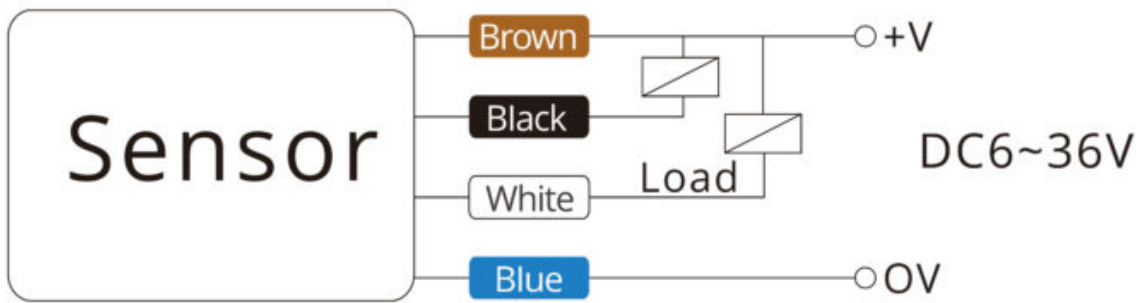 Brown
+V
Sensor
Black
DC6~36V
Load
White
Blue
OV